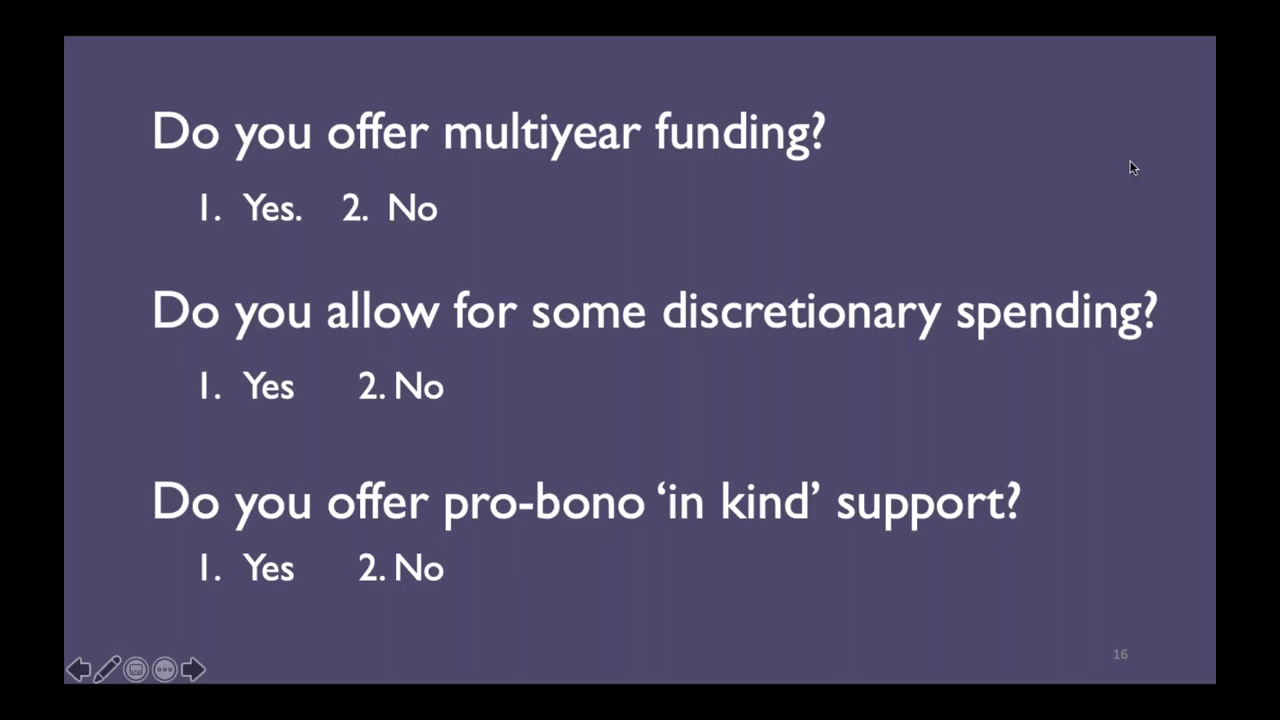 Do you offer multiyear funding?
1. Yes. 2. No
Do you allow for some discretionary spending?
1. Yes 2. No
Do you offer pro-bono ‘in kind’ support?
1. Yes 2. No
16